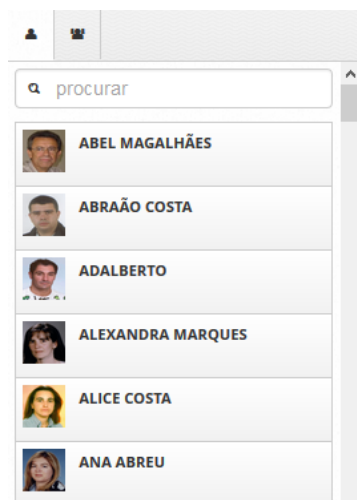 procurar
ABEL MAGALHÃES
ABRAÃO COSTA
ADALBERTO
ALEXANDRA MARQUES
ALICE COSTA
ANA ABREU